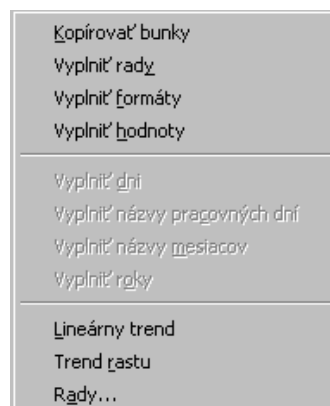 Kopírovať bunky
Vyplniť rady
Vyplniť formáty
Vyplniť hodnoty
Vyplniť dni
Vyplniť názvy pracovných dní
Vyplniť názvy mesiacov
Vyplniť roky
Lineárny trend
Trend rastu
Rady...